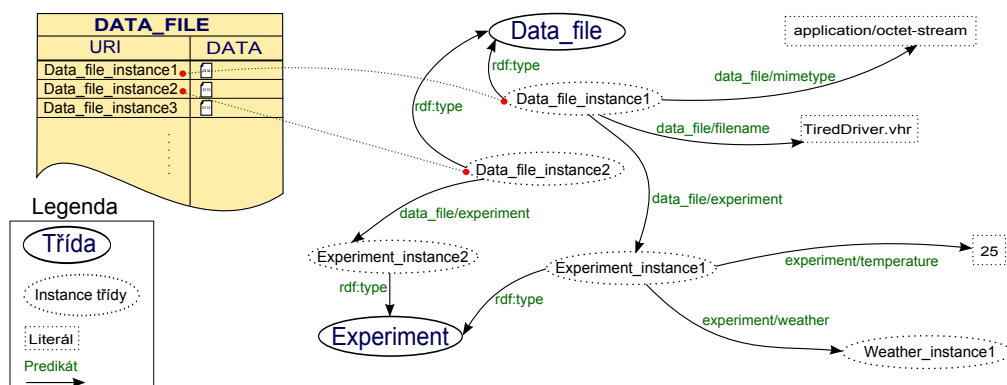 DATA_FILE
URI DATA
Data_file_instance1
Data_file_instance2
Data_file_instance3
Data_file
rdf:type
rdf:type
Data_file_instance1
data_file/mimetype
application/octet-stream
data_file/filename
TiredDriver.vhr
Data_file_instance2
data_file/experiment
data_file/experiment
Experiment_instance2
Experiment_instance1
rdf:type
rdf:type
Experiment
experiment/temperature
25
experiment/weather
Weather_instance1
Legenda
Třída
Instance třídy
Literál
Predikát